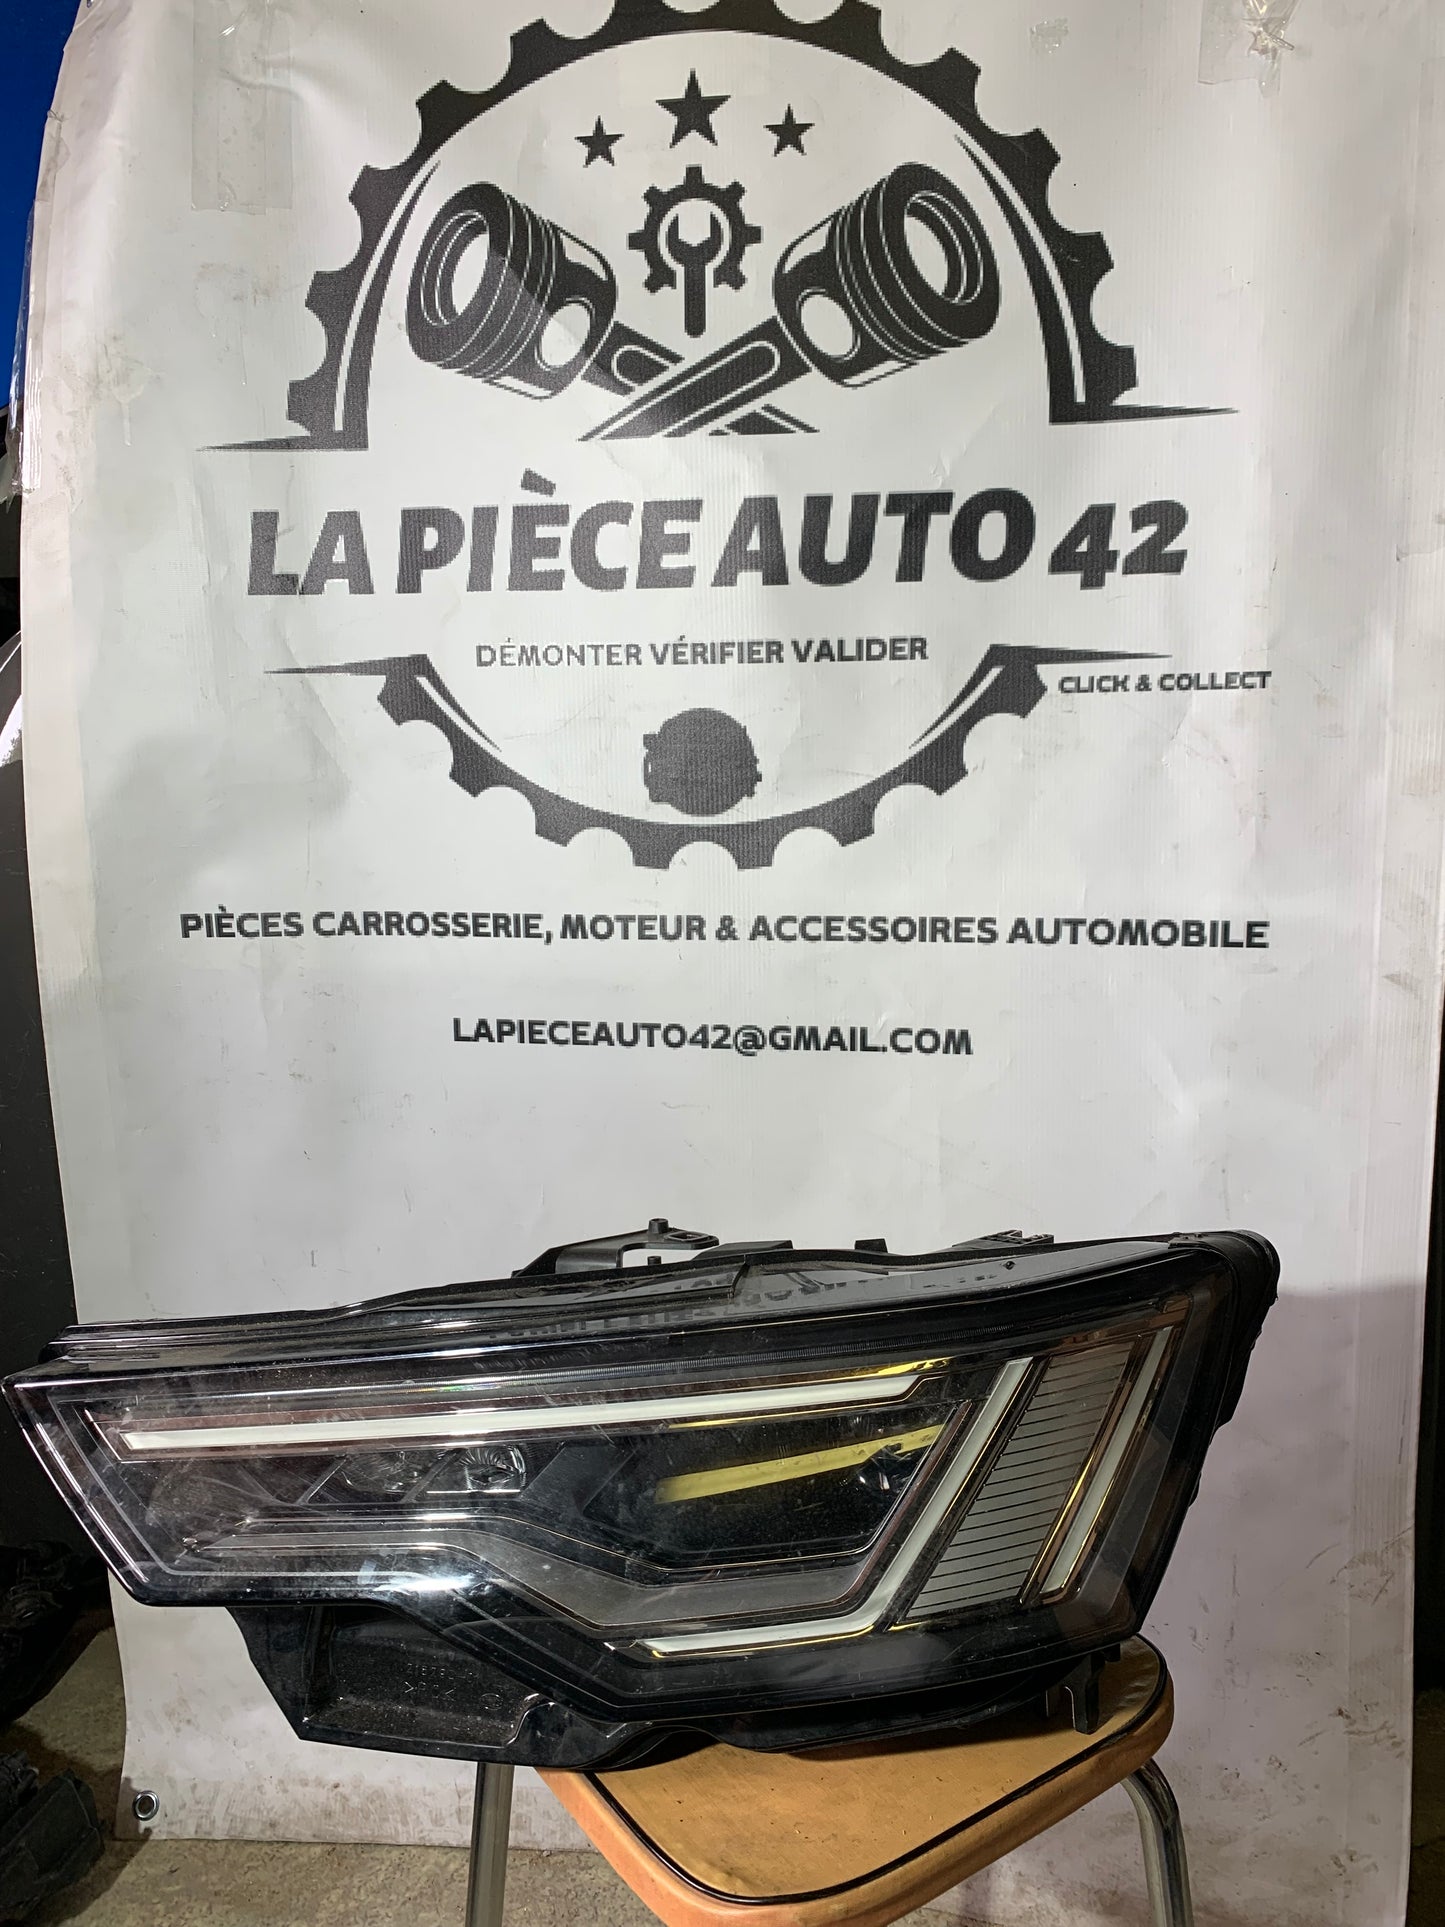 LA PIÈCE AUTO 42
DÉMONTER VÉRIFIER VALIDER
CLICK & COLLECT
PIÈCES CARROSSERIE, MOTEUR & ACCESSOIRES AUTOMOBILE
LAPIECEAUTO42@GMAIL.COM